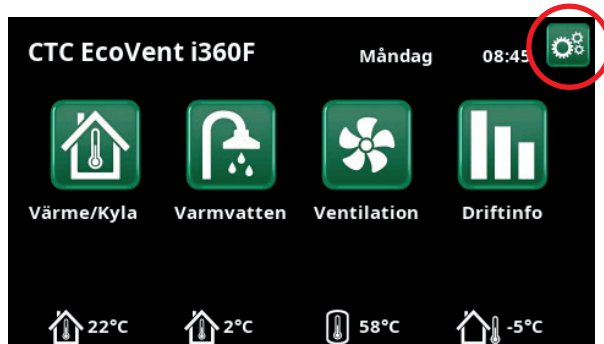 CTC EcoVent i360F Måndag 08:45
Värme/Kyla Varmvatten Ventilation Driftinfo
22°C 2°C 58°C -5°C